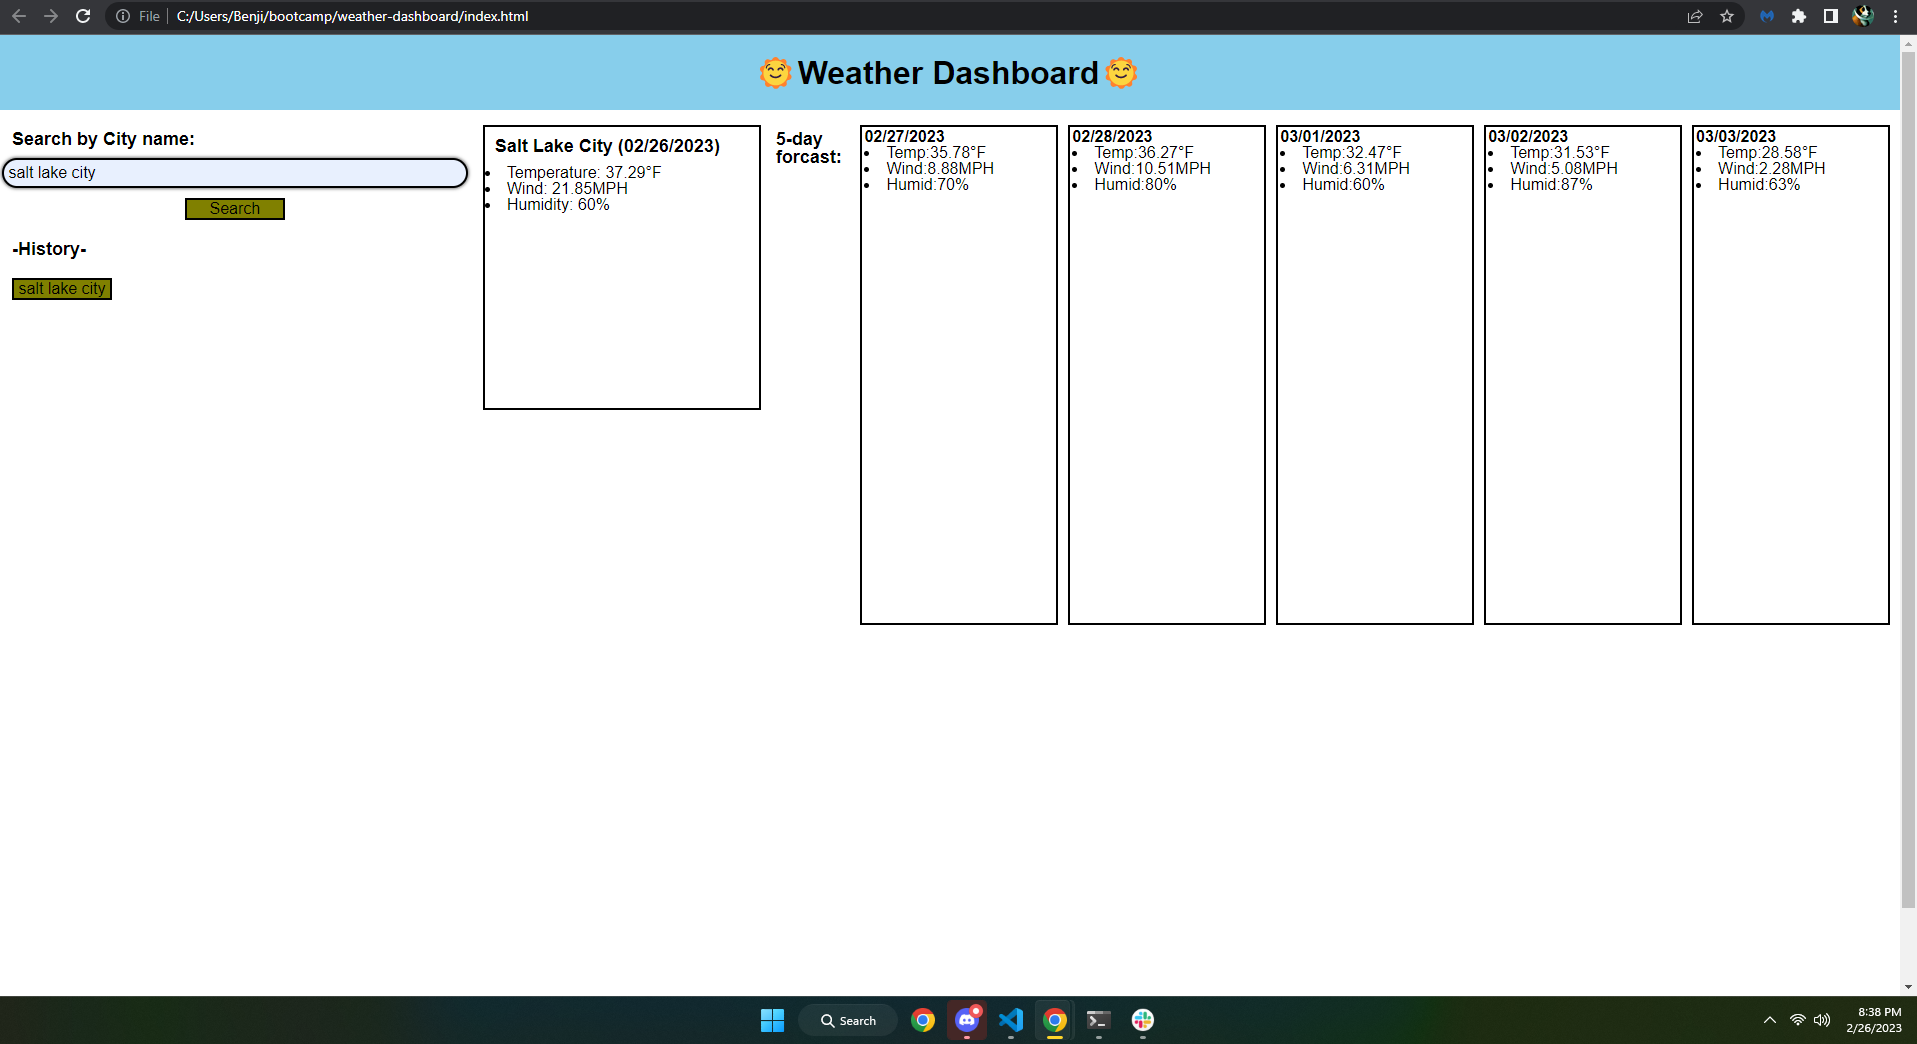 File C:/Users/Benji/bootcamp/weather-dashboard/index.html
Weather Dashboard
Search by City name:
salt lake city
Search
-History-
salt lake city
Salt Lake City (02/26/2023)
Temperature: 37.29°F
Wind: 21.85MPH
Humidity: 60%
5-day
forcast:
02/27/2023
Temp:35.78°F
Wind:8.88MPH
Humid:70%
02/28/2023
Temp:36.27°F
Wind:10.51MPH
Humid:80%
03/01/2023
Temp:32.47°F
Wind:6.31MPH
Humid:60%
03/02/2023
Temp:31.53°F
Wind:5.08MPH
Humid:87%
03/03/2023
Temp:28.58°F
Wind:2.28MPH
Humid:63%
Search
8:38 PM
2/26/2023